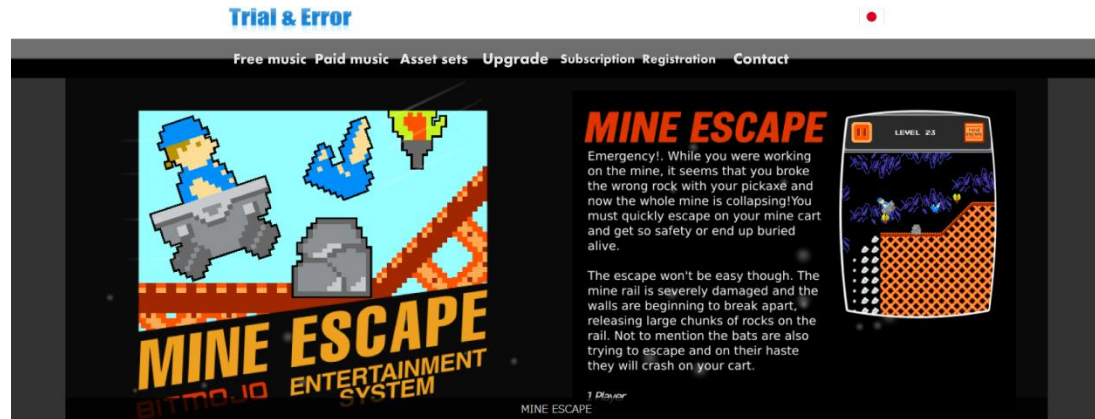 Trial & Error
Free music Paid music Asset sets Upgrade Subscription Registration Contact
MINE ESCAPE
BITMOJO ENTERTAINMENT
SYSTEM
MINE ESCAPE
Emergency!. While you were working
on the mine, it seems that you broke
the wrong rock with your pickaxe and
now the whole mine is collapsing!You
must quickly escape on your mine cart
and get so safety or end up buried
alive.
The escape won't be easy though. The
mine rail is severely damaged and the
walls are beginning to break apart,
releasing large chunks of rocks on the
rail. Not to mention the bats are also
trying to escape and on their haste
they will crash on your cart.
1 Player
LEVEL 23
MINE
ESCAPE
MINE ESCAPE